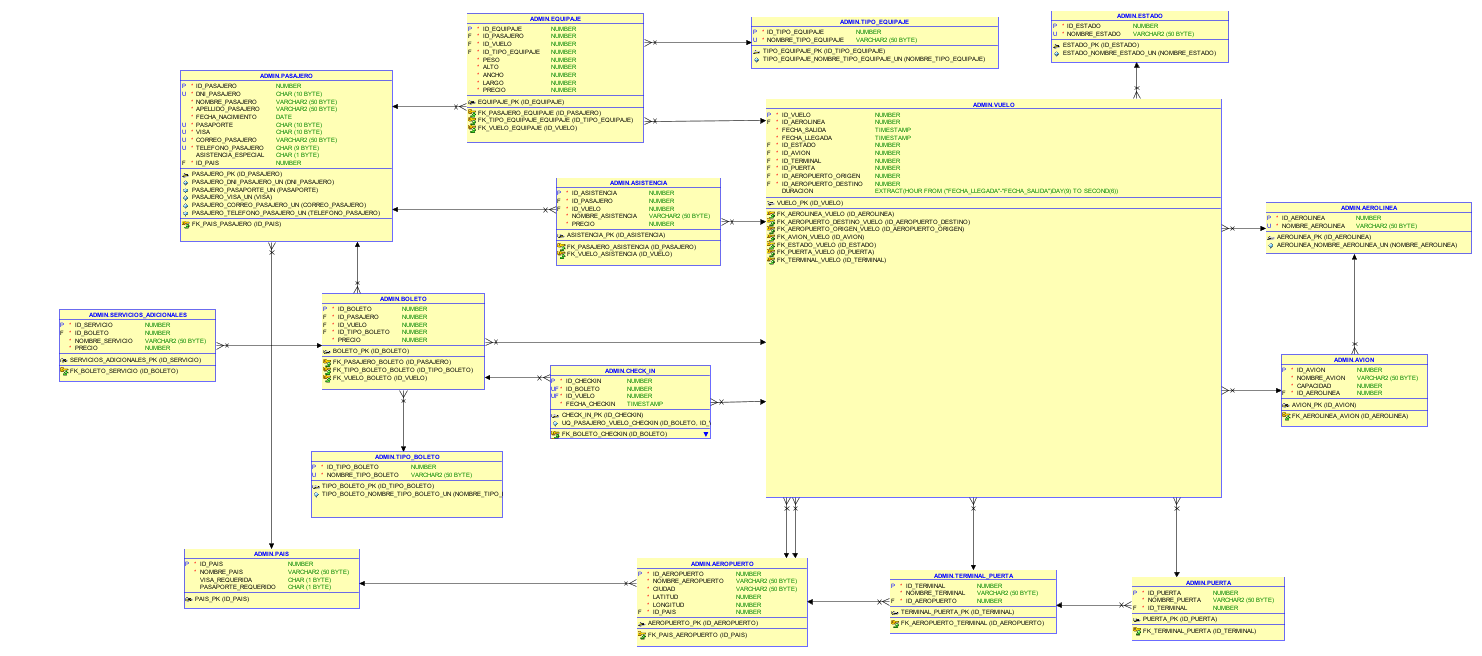 ADMIN.EQUIPAJE
P * ID_EQUIPAJE NUMBER
F * ID_PASAJERO NUMBER
F * ID_VUELO NUMBER
F * ID_TIPO_EQUIPAJE NUMBER
* PESO NUMBER
* ALTO NUMBER
* ANCHO NUMBER
* LARGO NUMBER
* PRECIO NUMBER
EQUIPAJE_PK (ID_EQUIPAJE)
FK_PASAJERO_EQUIPAJE (ID_PASAJERO)
FK_TIPO_EQUIPAJE_EQUIPAJE (ID_TIPO_EQUIPAJE)
FK_VUELO_EQUIPAJE (ID_VUELO)
ADMIN.TIPO_EQUIPAJE
P * ID_TIPO_EQUIPAJE NUMBER
U * NOMBRE_TIPO_EQUIPAJE VARCHAR2 (50 BYTE)
TIPO_EQUIPAJE_PK (ID_TIPO_EQUIPAJE)
TIPO_EQUIPAJE_NOMBRE_TIPO_EQUIPAJE_UN (NOMBRE_TIPO_EQUIPAJE)
ADMIN.ESTADO
P * ID_ESTADO NUMBER
U * NOMBRE_ESTADO VARCHAR2 (50 BYTE)
ESTADO_PK (ID_ESTADO)
ESTADO_NOMBRE_ESTADO_UN (NOMBRE_ESTADO)
ADMIN.PASAJERO
P * ID_PASAJERO NUMBER
U * DNI_PASAJERO CHAR (10 BYTE)
* NOMBRE_PASAJERO VARCHAR2 (50 BYTE)
* APELLIDO_PASAJERO VARCHAR2 (50 BYTE)
* FECHA_NACIMIENTO DATE
U * PASAPORTE CHAR (10 BYTE)
U * VISA CHAR (10 BYTE)
U * CORREO_PASAJERO VARCHAR2 (50 BYTE)
U * TELEFONO_PASAJERO CHAR (9 BYTE)
ASISTENCIA_ESPECIAL CHAR (1 BYTE)
F * ID_PAIS NUMBER
PASAJERO_PK (ID_PASAJERO)
PASAJERO_DNI_PASAJERO_UN (DNI_PASAJERO)
PASAJERO_PASAPORTE_UN (PASAPORTE)
PASAJERO_VISA_UN (VISA)
PASAJERO_CORREO_PASAJERO_UN (CORREO_PASAJERO)
PASAJERO_TELEFONO_PASAJERO_UN (TELEFONO_PASAJERO)
FK_PAIS_PASAJERO (ID_PAIS)
ADMIN.VUELO
P * ID_VUELO NUMBER
F * ID_AEROLINEA NUMBER
* FECHA_SALIDA TIMESTAMP
* FECHA_LLEGADA TIMESTAMP
F * ID_ESTADO NUMBER
F * ID_AVION NUMBER
F * ID_TERMINAL NUMBER
F * ID_PUERTA NUMBER
F * ID_AEROPUERTO_ORIGEN NUMBER
F * ID_AEROPUERTO_DESTINO NUMBER
DURACION EXTRACT(HOUR FROM ("FECHA_LLEGADA"-"FECHA_SALIDA")DAY(9) TO SECOND(6))
VUELO_PK (ID_VUELO)
FK_AEROLINEA_VUELO (ID_AEROLINEA)
FK_AEROPUERTO_DESTINO_VUELO (ID_AEROPUERTO_DESTINO)
FK_AEROPUERTO_ORIGEN_VUELO (ID_AEROPUERTO_ORIGEN)
FK_AVION_VUELO (ID_AVION)
FK_ESTADO_VUELO (ID_ESTADO)
FK_PUERTA_VUELO (ID_PUERTA)
FK_TERMINAL_VUELO (ID_TERMINAL)
ADMIN.ASISTENCIA
P * ID_ASISTENCIA NUMBER
F * ID_PASAJERO NUMBER
F * ID_VUELO NUMBER
* NOMBRE_ASISTENCIA VARCHAR2 (50 BYTE)
* PRECIO NUMBER
ASISTENCIA_PK (ID_ASISTENCIA)
FK_PASAJERO_ASISTENCIA (ID_PASAJERO)
FK_VUELO_ASISTENCIA (ID_VUELO)
ADMIN.AEROLINEA
P * ID_AEROLINEA NUMBER
U * NOMBRE_AEROLINEA VARCHAR2 (50 BYTE)
AEROLINEA_PK (ID_AEROLINEA)
AEROLINEA_NOMBRE_AEROLINEA_UN (NOMBRE_AEROLINEA)
ADMIN.SERVICIOS_ADICIONALES
P * ID_SERVICIO NUMBER
F * ID_BOLETO NUMBER
* NOMBRE_SERVICIO VARCHAR2 (50 BYTE)
* PRECIO NUMBER
SERVICIOS_ADICIONALES_PK (ID_SERVICIO)
FK_BOLETO_SERVICIO (ID_BOLETO)
ADMIN.BOLETO
P * ID_BOLETO NUMBER
F * ID_PASAJERO NUMBER
F * ID_VUELO NUMBER
F * ID_TIPO_BOLETO NUMBER
* PRECIO NUMBER
BOLETO_PK (ID_BOLETO)
FK_PASAJERO_BOLETO (ID_PASAJERO)
FK_TIPO_BOLETO_BOLETO (ID_TIPO_BOLETO)
FK_VUELO_BOLETO (ID_VUELO)
ADMIN.CHECK_IN
P * ID_CHECKIN NUMBER
UF * ID_BOLETO NUMBER
UF * ID_VUELO NUMBER
* FECHA_CHECKIN TIMESTAMP
CHECK_IN_PK (ID_CHECKIN)
UQ_PASAJERO_VUELO_CHECKIN (ID_BOLETO, ID_V
FK_BOLETO_CHECKIN (ID_BOLETO)
ADMIN.AVION
P * ID_AVION NUMBER
* NOMBRE_AVION VARCHAR2 (50 BYTE)
* CAPACIDAD NUMBER
F * ID_AEROLINEA NUMBER
AVION_PK (ID_AVION)
FK_AEROLINEA_AVION (ID_AEROLINEA)
ADMIN.TIPO_BOLETO
P * ID_TIPO_BOLETO NUMBER
U * NOMBRE_TIPO_BOLETO VARCHAR2 (50 BYTE)
TIPO_BOLETO_PK (ID_TIPO_BOLETO)
TIPO_BOLETO_NOMBRE_TIPO_BOLETO_UN (NOMBRE_TIPO_
ADMIN.PAIS
P * ID_PAIS NUMBER
* NOMBRE_PAIS VARCHAR2 (50 BYTE)
VISA_REQUERIDA CHAR (1 BYTE)
PASAPORTE_REQUERIDO CHAR (1 BYTE)
PAIS_PK (ID_PAIS)
ADMIN.AEROPUERTO
P * ID_AEROPUERTO NUMBER
* NOMBRE_AEROPUERTO VARCHAR2 (50 BYTE)
* CIUDAD VARCHAR2 (50 BYTE)
* LATITUD NUMBER
* LONGITUD NUMBER
F * ID_PAIS NUMBER
AEROPUERTO_PK (ID_AEROPUERTO)
FK_PAIS_AEROPUERTO (ID_PAIS)
ADMIN.TERMINAL_PUERTA
P * ID_TERMINAL NUMBER
* NOMBRE_TERMINAL VARCHAR2 (50 BYTE)
F * ID_AEROPUERTO NUMBER
TERMINAL_PUERTA_PK (ID_TERMINAL)
FK_AEROPUERTO_TERMINAL (ID_AEROPUERTO)
ADMIN.PUERTA
P * ID_PUERTA NUMBER
* NOMBRE_PUERTA VARCHAR2 (50 BYTE)
F * ID_TERMINAL NUMBER
PUERTA_PK (ID_PUERTA)
FK_TERMINAL_PUERTA (ID_TERMINAL)